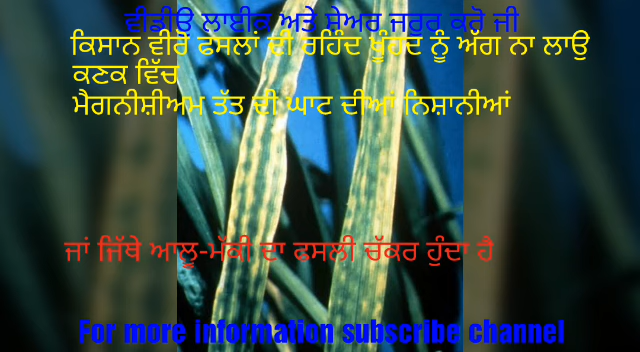 ਵੀਡੀਓ ਲਾਈਕ ਅਤੇ ਸ਼ੇਅਰ ਜਰੂਰ ਕਰੋ ਜੀ
ਕਿਸਾਨ ਵੀਰੋ ਫਸਲਾਂ ਦੀ ਰਹਿੰਦ ਖੂੰਹਦ ਨੂੰ ਅੱਗ ਨਾ ਲਾਉ
ਕਣਕ ਵਿੱਚ
ਮੈਗਨੀਸ਼ੀਅਮ ਤੱਤ ਦੀ ਘਾਟ ਦੀਆਂ ਨਿਸ਼ਾਨੀਆਂ
ਜਾਂ ਜਿੱਥੇ ਆਲੂ-ਮੱਕੀ ਦਾ ਫਸਲੀ ਚੱਕਰ ਹੁੰਦਾ ਹੈ
For more information subscribe channel